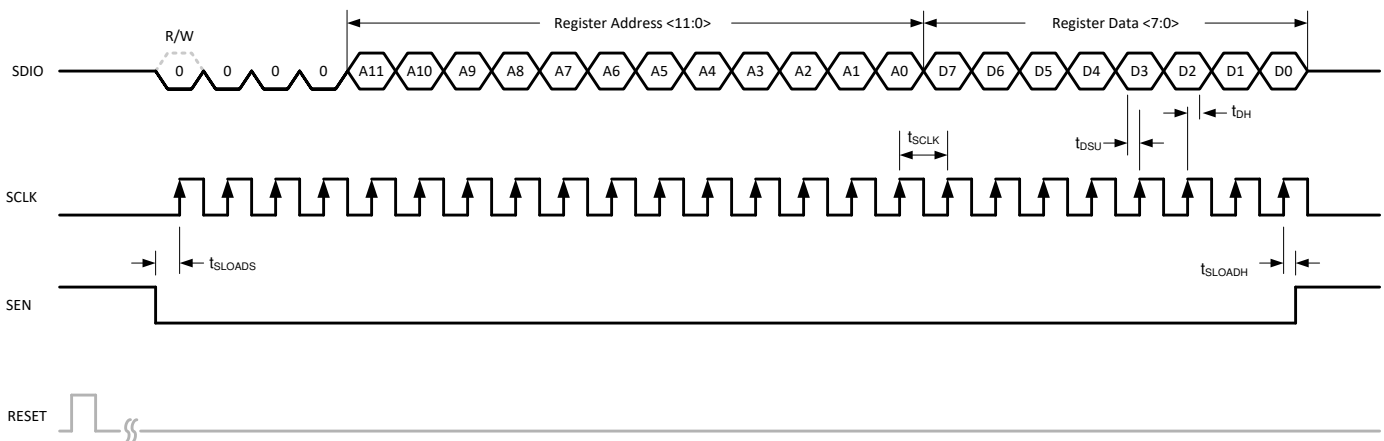 Register Address <11:0> Register Data <7:0>
R/W
SDIO 0 0 0 0 A11 A10 A9 A8 A7 A6 A5 A4 A3 A2 A1 A0 D7 D6 D5 D4 D3 D2 D1 D0
tDH
tSCLK
tDSU
SCLK
tSLOADS tSLOADH
SEN
RESET